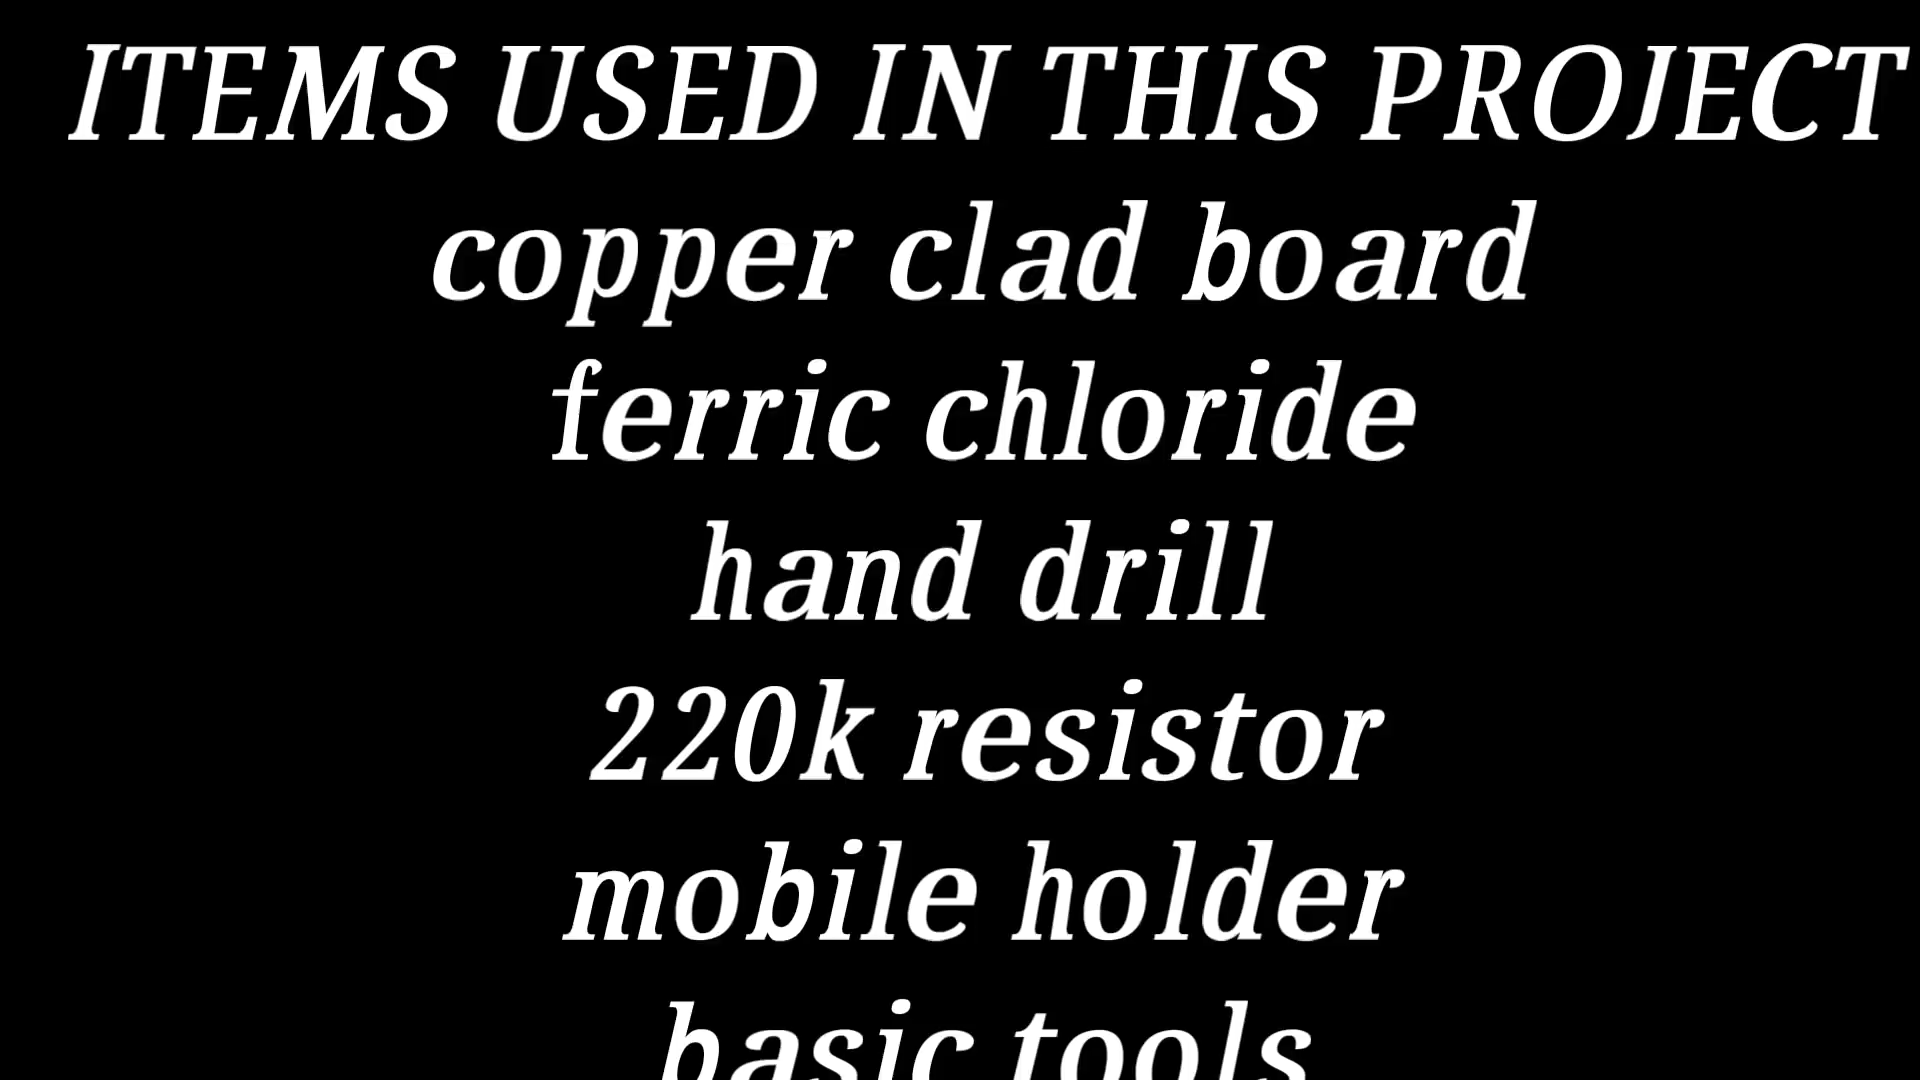 ITEMS USED IN THIS PROJECT
copper clad board
ferric chloride
hand drill
220k resistor
mobile holder
basic tools